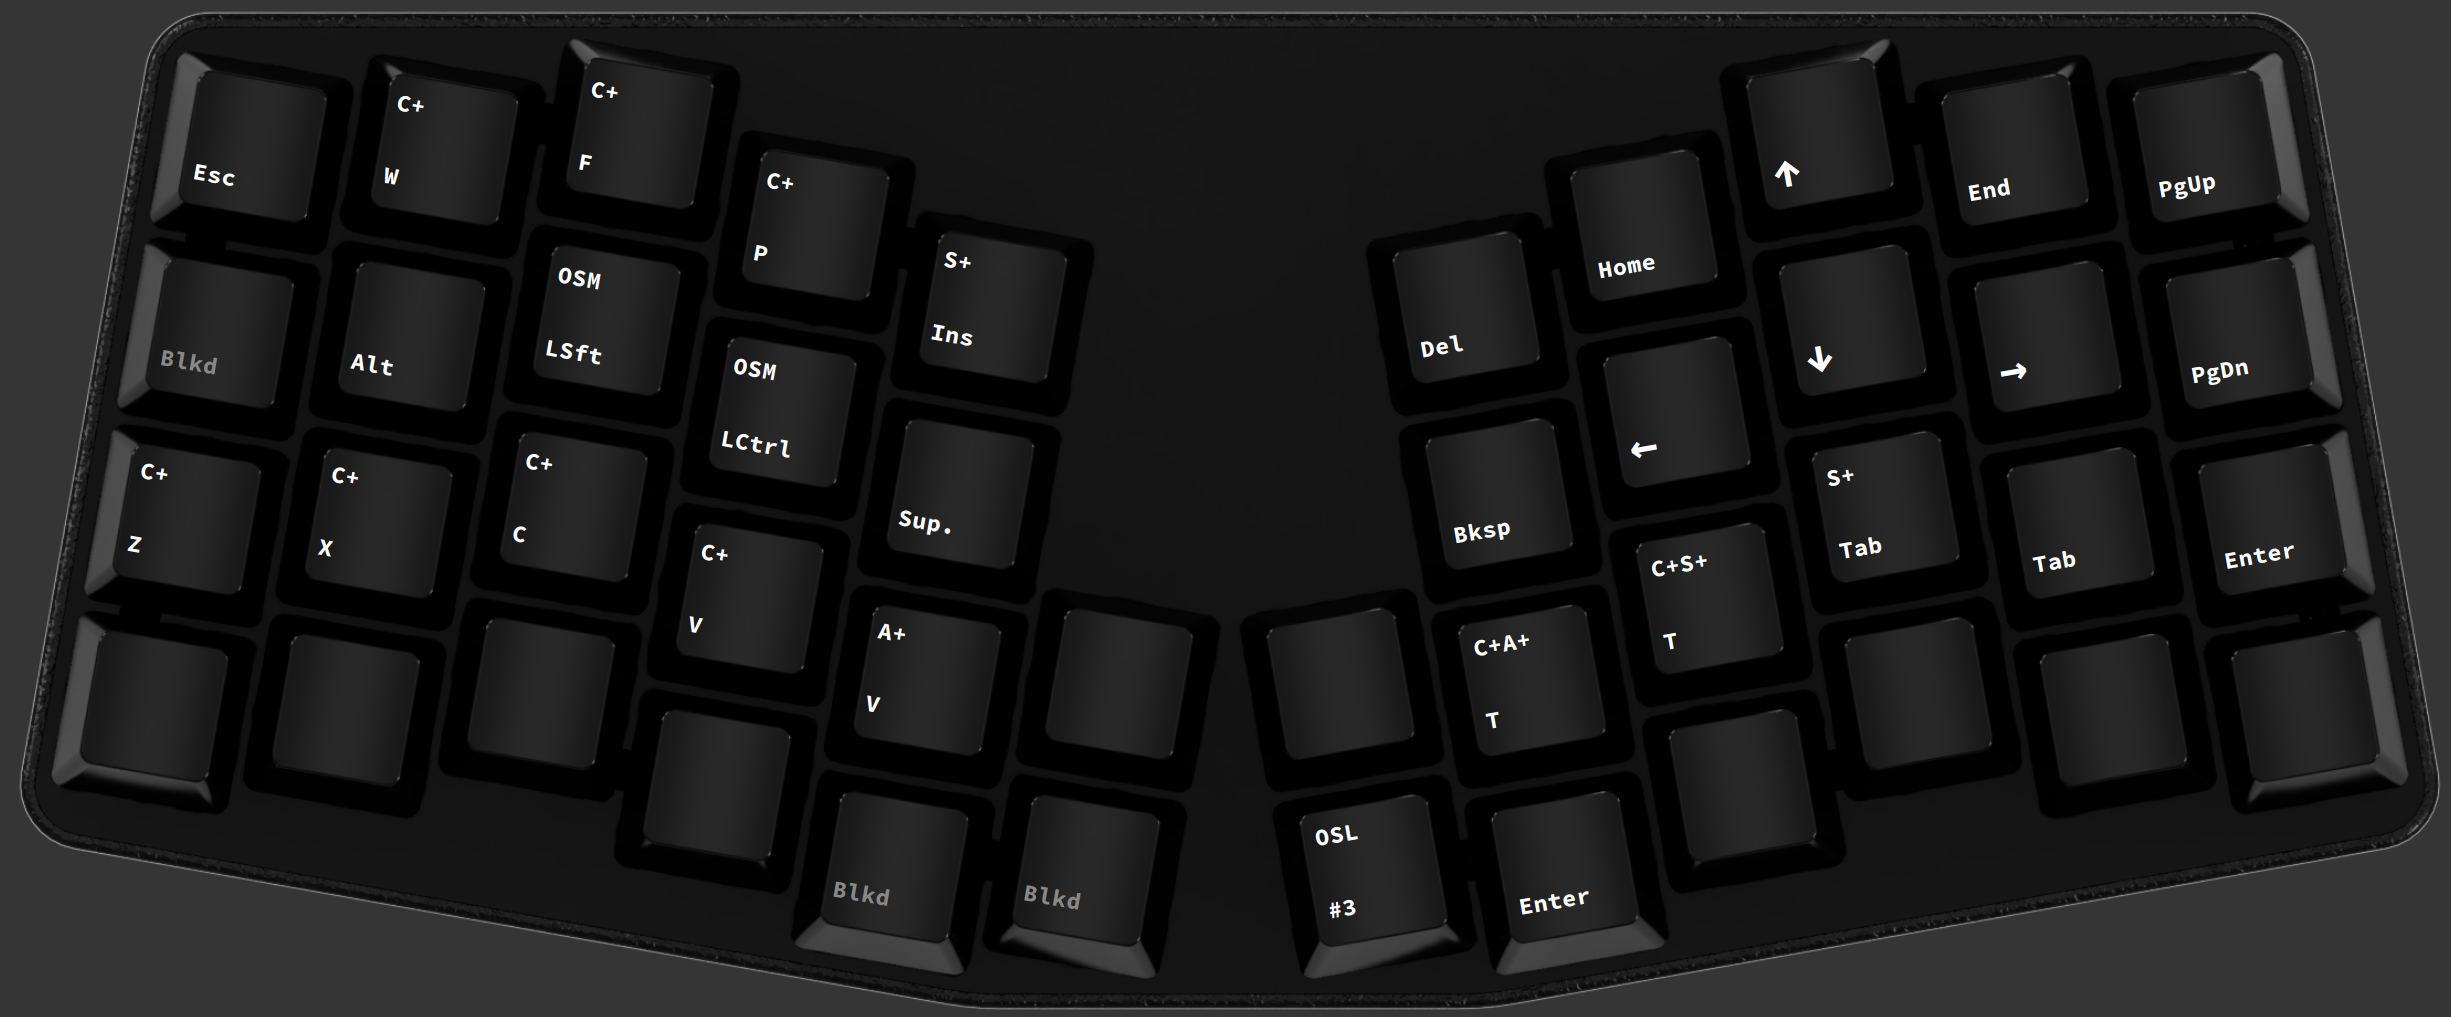 Esc
C+
W
C+
F
C+
P
S+
Ins
Del
Home
↑
End
PgUp
Blkd
Alt
OSM
LSft
OSM
LCtrl
Sup.
Bksp
←
↓
→
PgDn
C+
Z
C+
X
C+
C
C+
V
A+
V
C+A+
T
C+S+
T
S+
Tab
Tab
Enter
Blkd
Blkd
OSL
#3
Enter